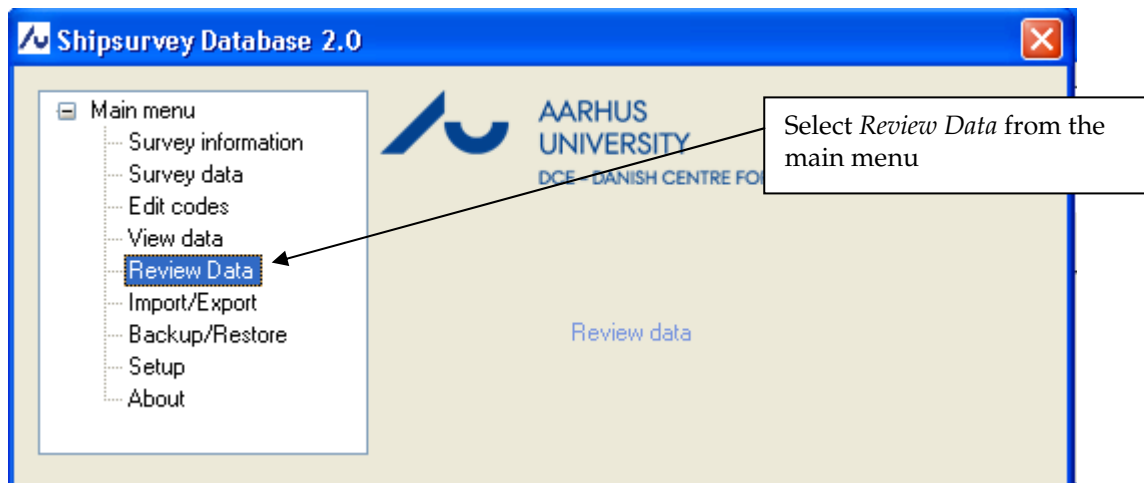 Shipsurvey Database 2.0
Main menu
Survey information
Survey data
Edit codes
View data
Review Data
Import/Export
Backup/Restore
Setup
About
AARHUS
UNIVERSITY
DCE - DANISH CENTRE FO
Select Review Data from the
main menu
Review data